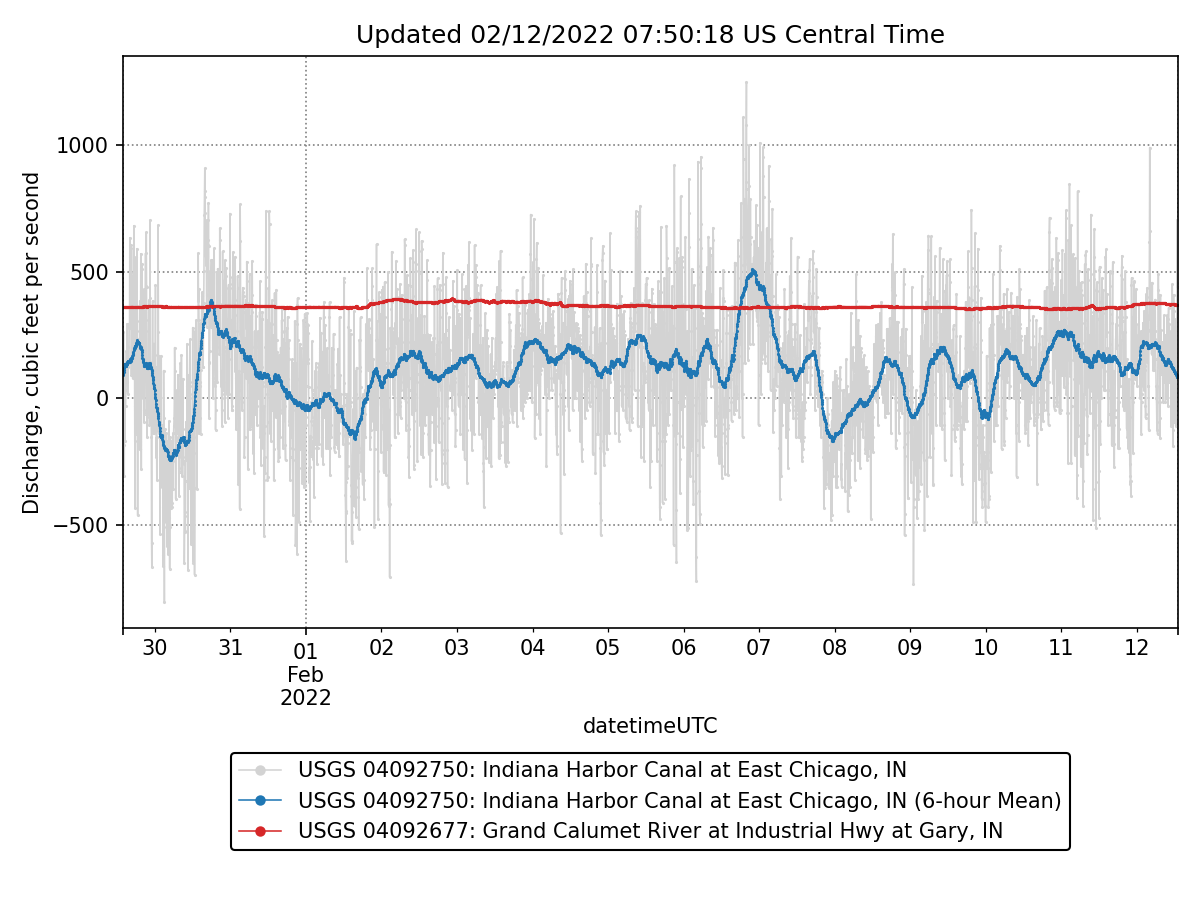 Updated 02/12/2022 07:50:18 US Central Time
Discharge, cubic feet per second
1000
500
0
−500
30 31 01 02 03 04 05 06 07 08 09 10 11 12
Feb
2022
datetimeUTC
USGS 04092750: Indiana Harbor Canal at East Chicago, IN
USGS 04092750: Indiana Harbor Canal at East Chicago, IN (6-hour Mean)
USGS 04092677: Grand Calumet River at Industrial Hwy at Gary, IN